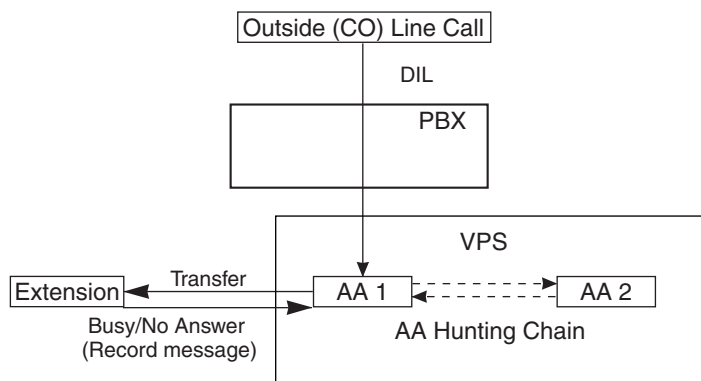 Outside (CO) Line Call
DIL
PBX
VPS
Extension
Transfer
AA 1
AA 2
Busy/No Answer
(Record message)
AA Hunting Chain